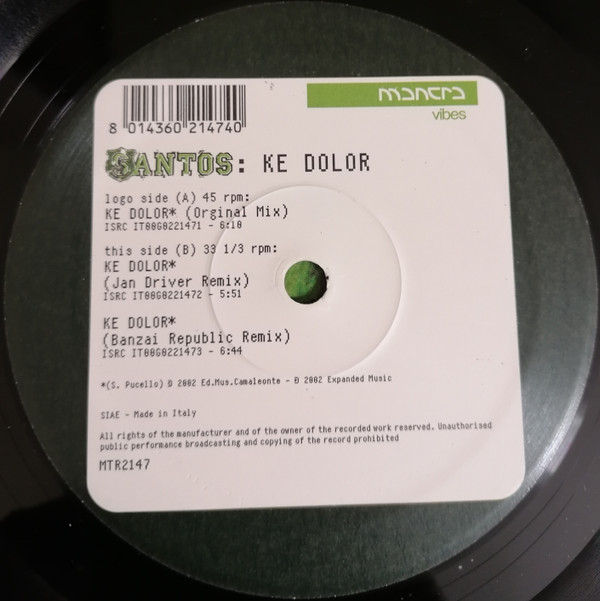 mantra
vibes
8 014360 214740
SANTOS: KE DOLOR
logo side (A) 45 rpm:
KE DOLOR* (Orginal Mix)
ISRC IT00G0221471 - 6:10
this side (B) 33 1/3 rpm:
KE DOLOR*
(Jan Driver Remix)
ISRC IT00G0221472 - 5:51
KE DOLOR*
(Banzai Republic Remix)
ISRC IT00G0221473 - 6:44
*(S. Pucello) © 2002 Ed.Mus.Camaleonte - ℗ 2002 Expanded Music
SIAE - Made in Italy
All rights of the manufacturer and of the owner of the recorded work reserved. Unauthorised
public performance broadcasting and copying of the record prohibited
MTR2147